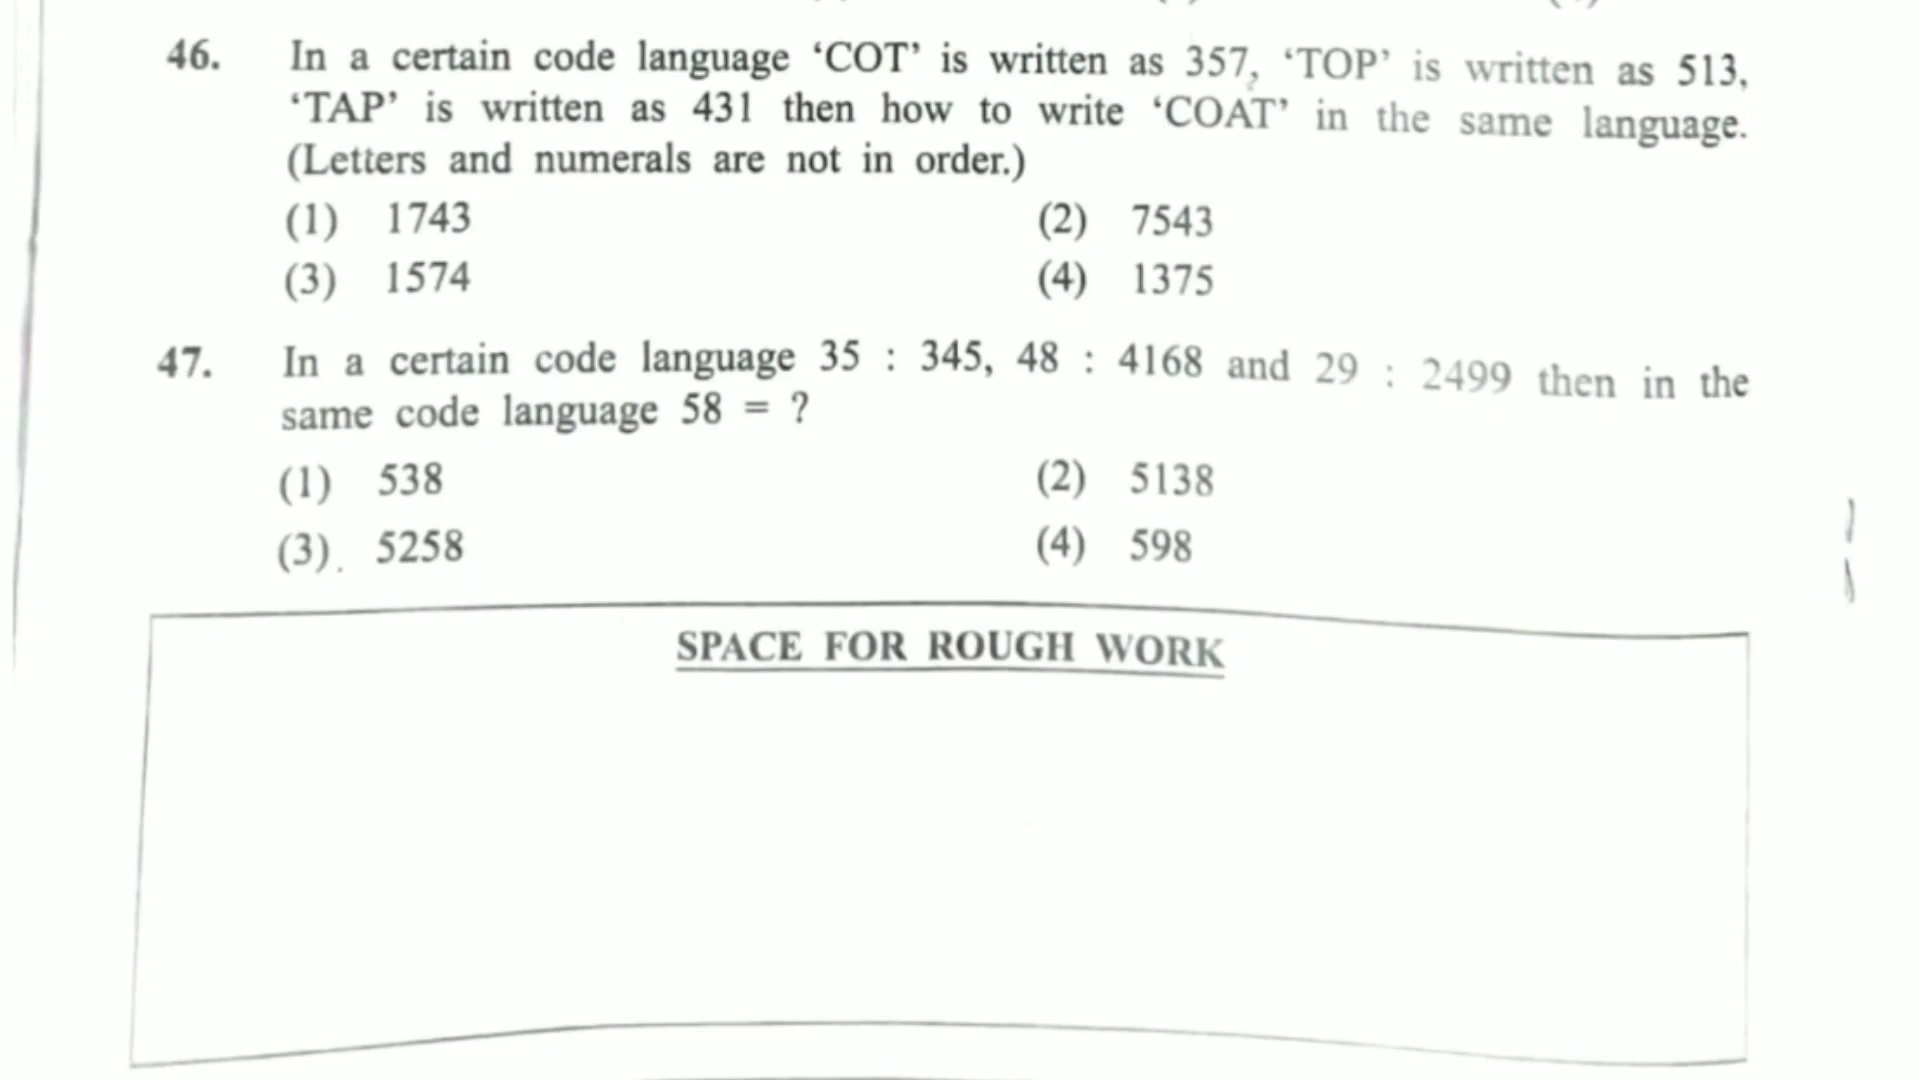 46. In a certain code language ‘COT’ is written as 357, ‘TOP’ is written as 513,
‘TAP’ is written as 431 then how to write ‘COAT’ in the same language.
(Letters and numerals are not in order.)
(1) 1743 (2) 7543
(3) 1574 (4) 1375
47. In a certain code language 35 : 345, 48 : 4168 and 29 : 2499 then in the
same code language 58 = ?
(1) 538 (2) 5138
(3). 5258 (4) 598
SPACE FOR ROUGH WORK